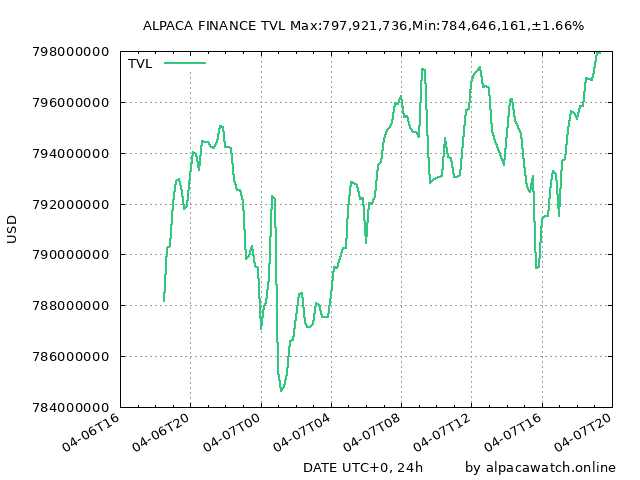 ALPACA FINANCE TVL Max:797,921,736,Min:784,646,161,±1.66%
TVL
798000000
796000000
794000000
792000000
790000000
788000000
786000000
784000000
USD
04-06T16
04-06T20
04-07T00
04-07T04
04-07T08
04-07T12
04-07T16
04-07T20
DATE UTC+0, 24h
by alpacawatch.online